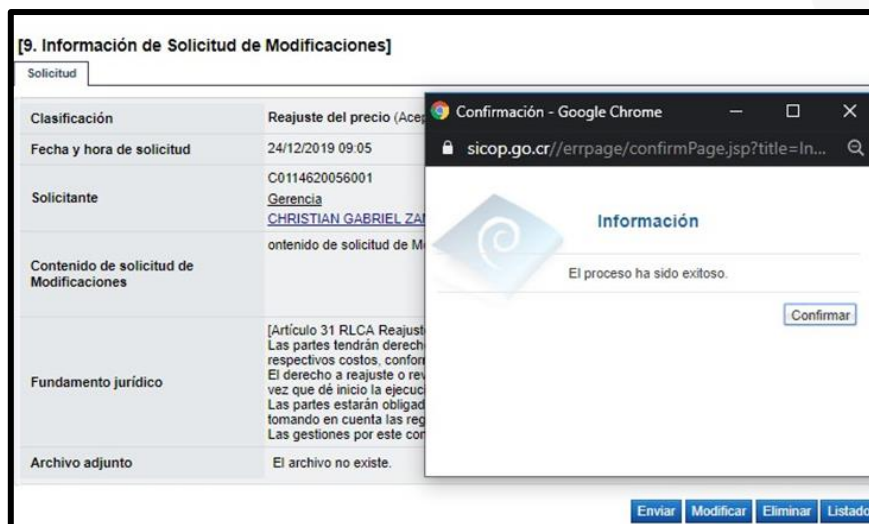 [9. Información de Solicitud de Modificaciones]
Solicitud
Clasificación
Reajuste del precio (Acep
Fecha y hora de solicitud
24/12/2019 09:05
Solicitante
C0114620056001
Gerencia
CHRISTIAN GABRIEL ZA
Contenido de solicitud de
Modificaciones
ontenido de solicitud de M
Fundamento jurídico
[Artículo 31 RLCA Reajust
Las partes tendrán derech
respectivos costos, confor
El derecho a reajuste o rev
vez que dé inicio la ejecuc
Las partes estarán obligad
tomando en cuenta las reg
Las gestiones por este con
Archivo adjunto
El archivo no existe.
Enviar Modificar Eliminar Listado
Confirmación - Google Chrome
sicop.go.cr//errpage/confirmPage.jsp?title=In...
Información
El proceso ha sido exitoso.
Confirmar